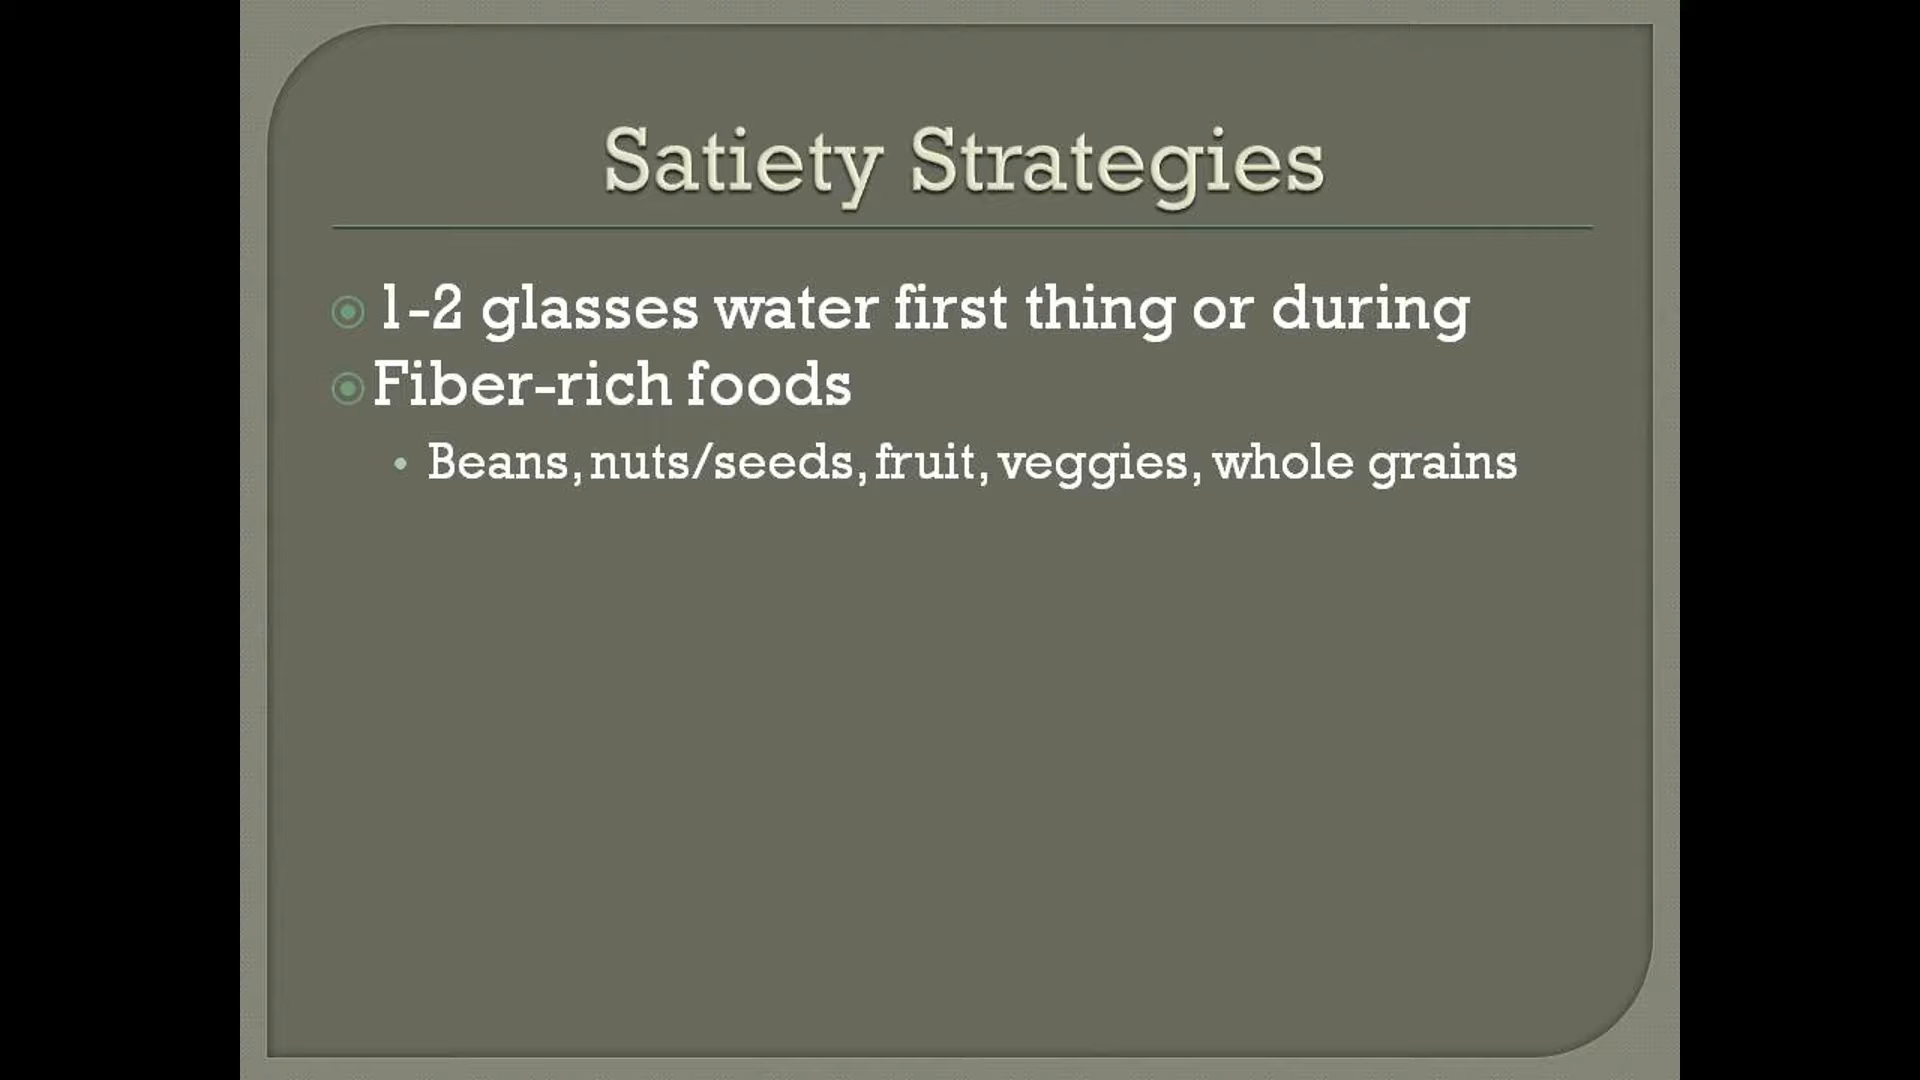 Satiety Strategies
1-2 glasses water first thing or during
Fiber-rich foods
Beans, nuts/seeds, fruit, veggies, whole grains